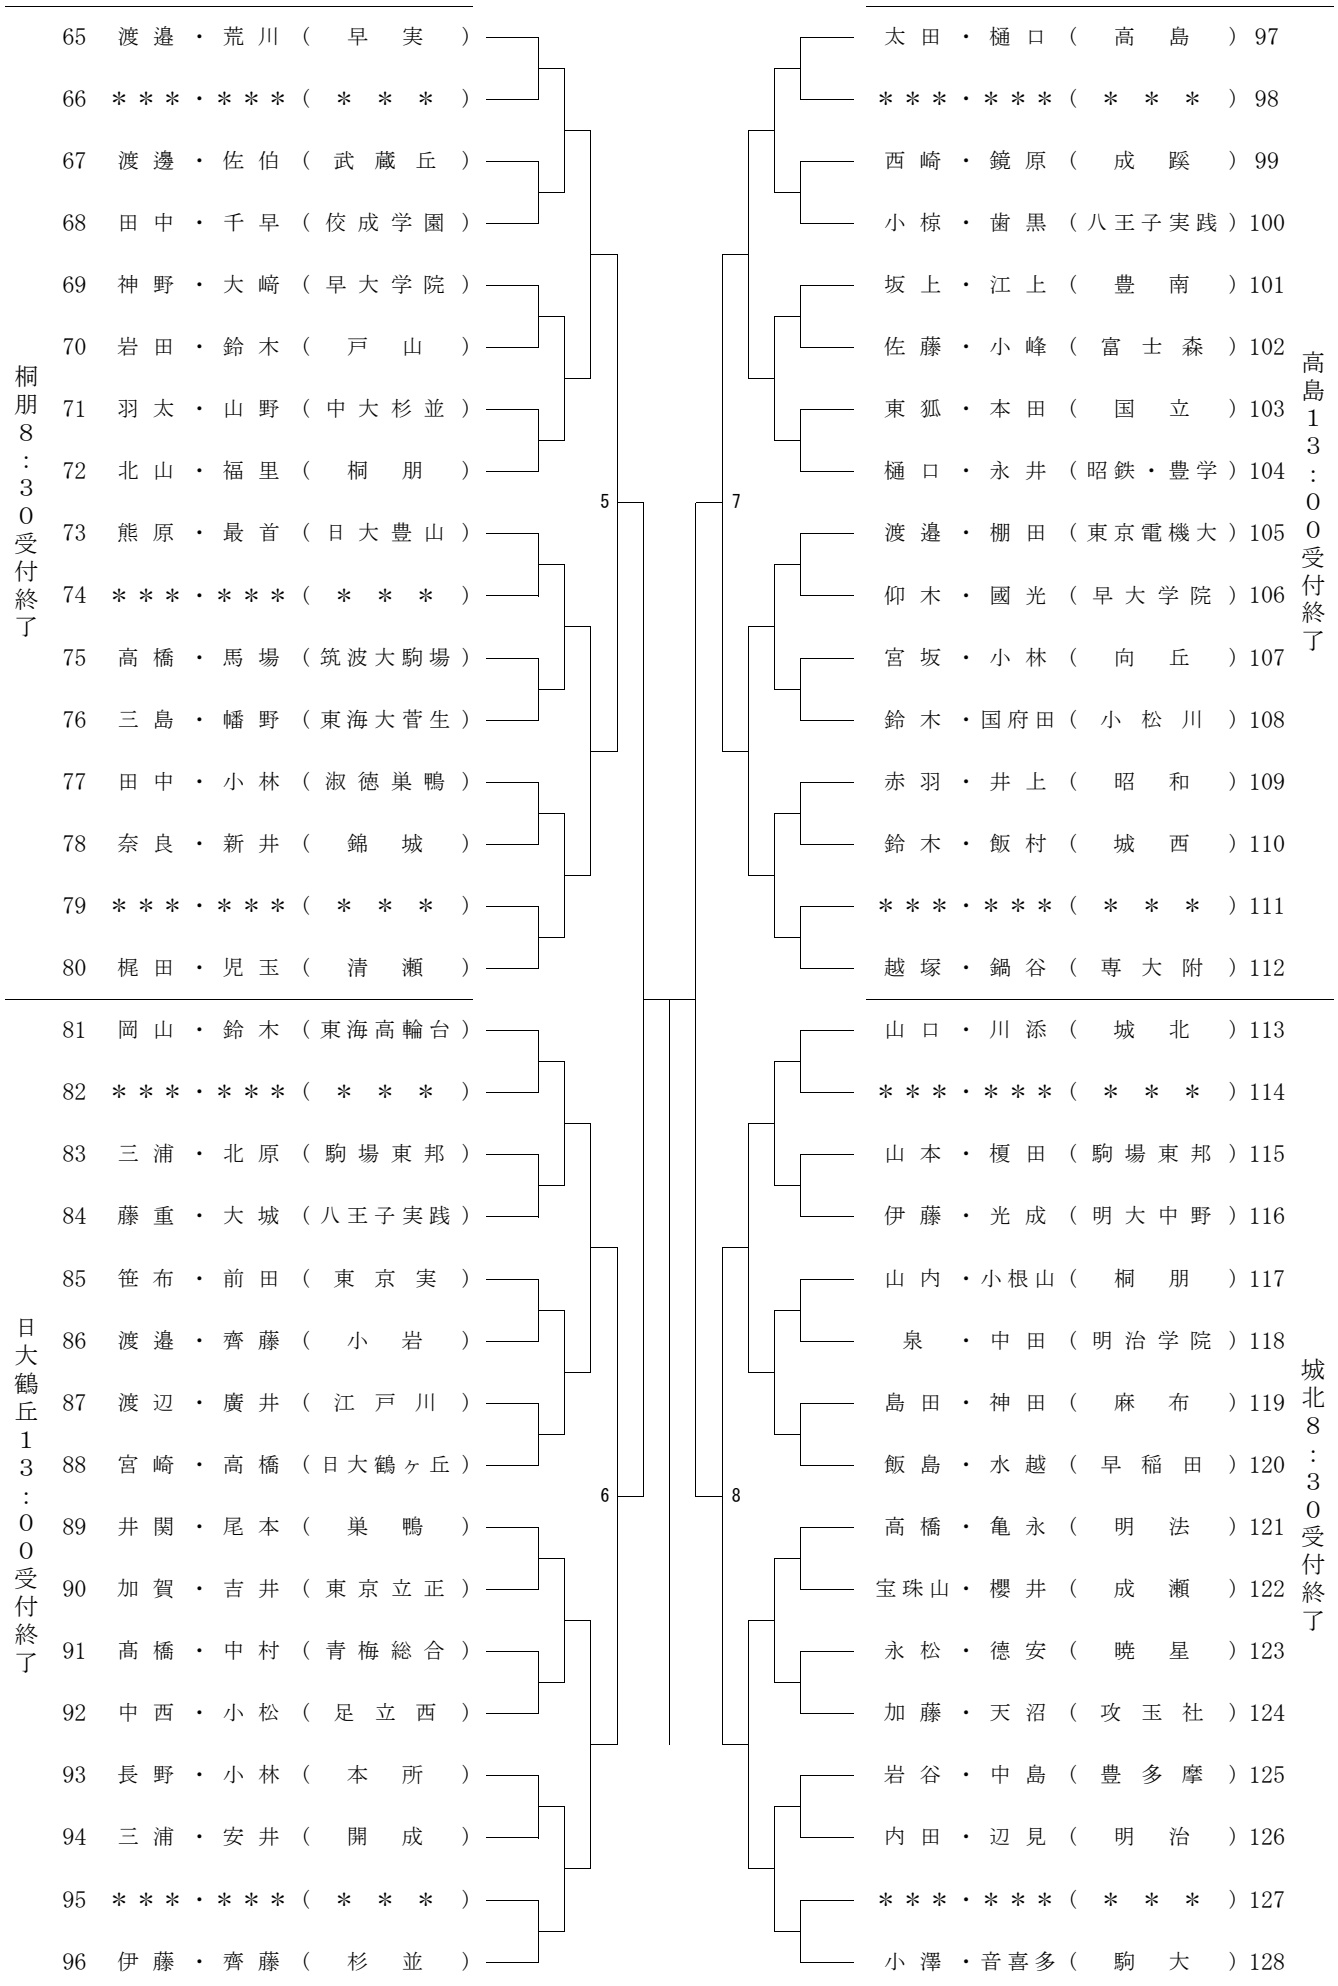 桐朋8:30受付終了
65 渡邉・荒川（早実）
66 ＊＊＊・＊＊＊（＊＊＊）
67 渡邊・佐伯（武蔵丘）
68 田中・千早（佼成学園）
69 神野・大﨑（早大学院）
70 岩田・鈴木（戸山）
71 羽太・山野（中大杉並）
72 北山・福里（桐朋）
73 熊原・最首（日大豊山）
74 ＊＊＊・＊＊＊（＊＊＊）
75 高橋・馬場（筑波大駒場）
76 三島・幡野（東海大菅生）
77 田中・小林（淑徳巣鴨）
78 奈良・新井（錦城）
79 ＊＊＊・＊＊＊（＊＊＊）
80 梶田・児玉（清瀬）
5
日大鶴丘13:00受付終了
81 岡山・鈴木（東海高輪台）
82 ＊＊＊・＊＊＊（＊＊＊）
83 三浦・北原（駒場東邦）
84 藤重・大城（八王子実践）
85 笹布・前田（東京実）
86 渡邉・齊藤（小岩）
87 渡辺・廣井（江戸川）
88 宮崎・高橋（日大鶴ヶ丘）
89 井関・尾本（巣鴨）
90 加賀・吉井（東京立正）
91 髙橋・中村（青梅総合）
92 中西・小松（足立西）
93 長野・小林（本所）
94 三浦・安井（開成）
95 ＊＊＊・＊＊＊（＊＊＊）
96 伊藤・齊藤（杉並）
6
太田・樋口（高島）97
＊＊＊・＊＊＊（＊＊＊）98
西崎・鏡原（成蹊）99
小椋・歯黒（八王子実践）100
坂上・江上（豊南）101
佐藤・小峰（富士森）102
東狐・本田（国立）103
樋口・永井（昭鉄・豊学）104
渡邉・棚田（東京電機大）105
仰木・國光（早大学院）106
宮坂・小林（向丘）107
鈴木・国府田（小松川）108
赤羽・井上（昭和）109
鈴木・飯村（城西）110
＊＊＊・＊＊＊（＊＊＊）111
越塚・鍋谷（専大附）112
7
高島13:00受付終了
山口・川添（城北）113
＊＊＊・＊＊＊（＊＊＊）114
山本・榎田（駒場東邦）115
伊藤・光成（明大中野）116
山内・小根山（桐朋）117
泉・中田（明治学院）118
島田・神田（麻布）119
飯島・水越（早稲田）120
高橋・亀永（明法）121
宝珠山・櫻井（成瀬）122
永松・德安（暁星）123
加藤・天沼（攻玉社）124
岩谷・中島（豊多摩）125
内田・辺見（明治）126
＊＊＊・＊＊＊（＊＊＊）127
小澤・音喜多（駒大）128
8
城北8:30受付終了